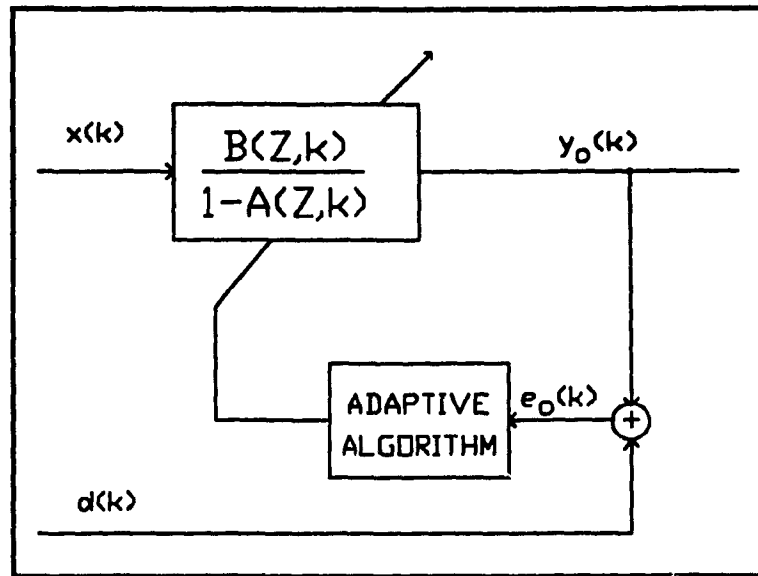 x(k)
B(Z,k)
1-A(Z,k)
y₀(k)
ADAPTIVE
ALGORITHM
e₀(k)
+
d(k)